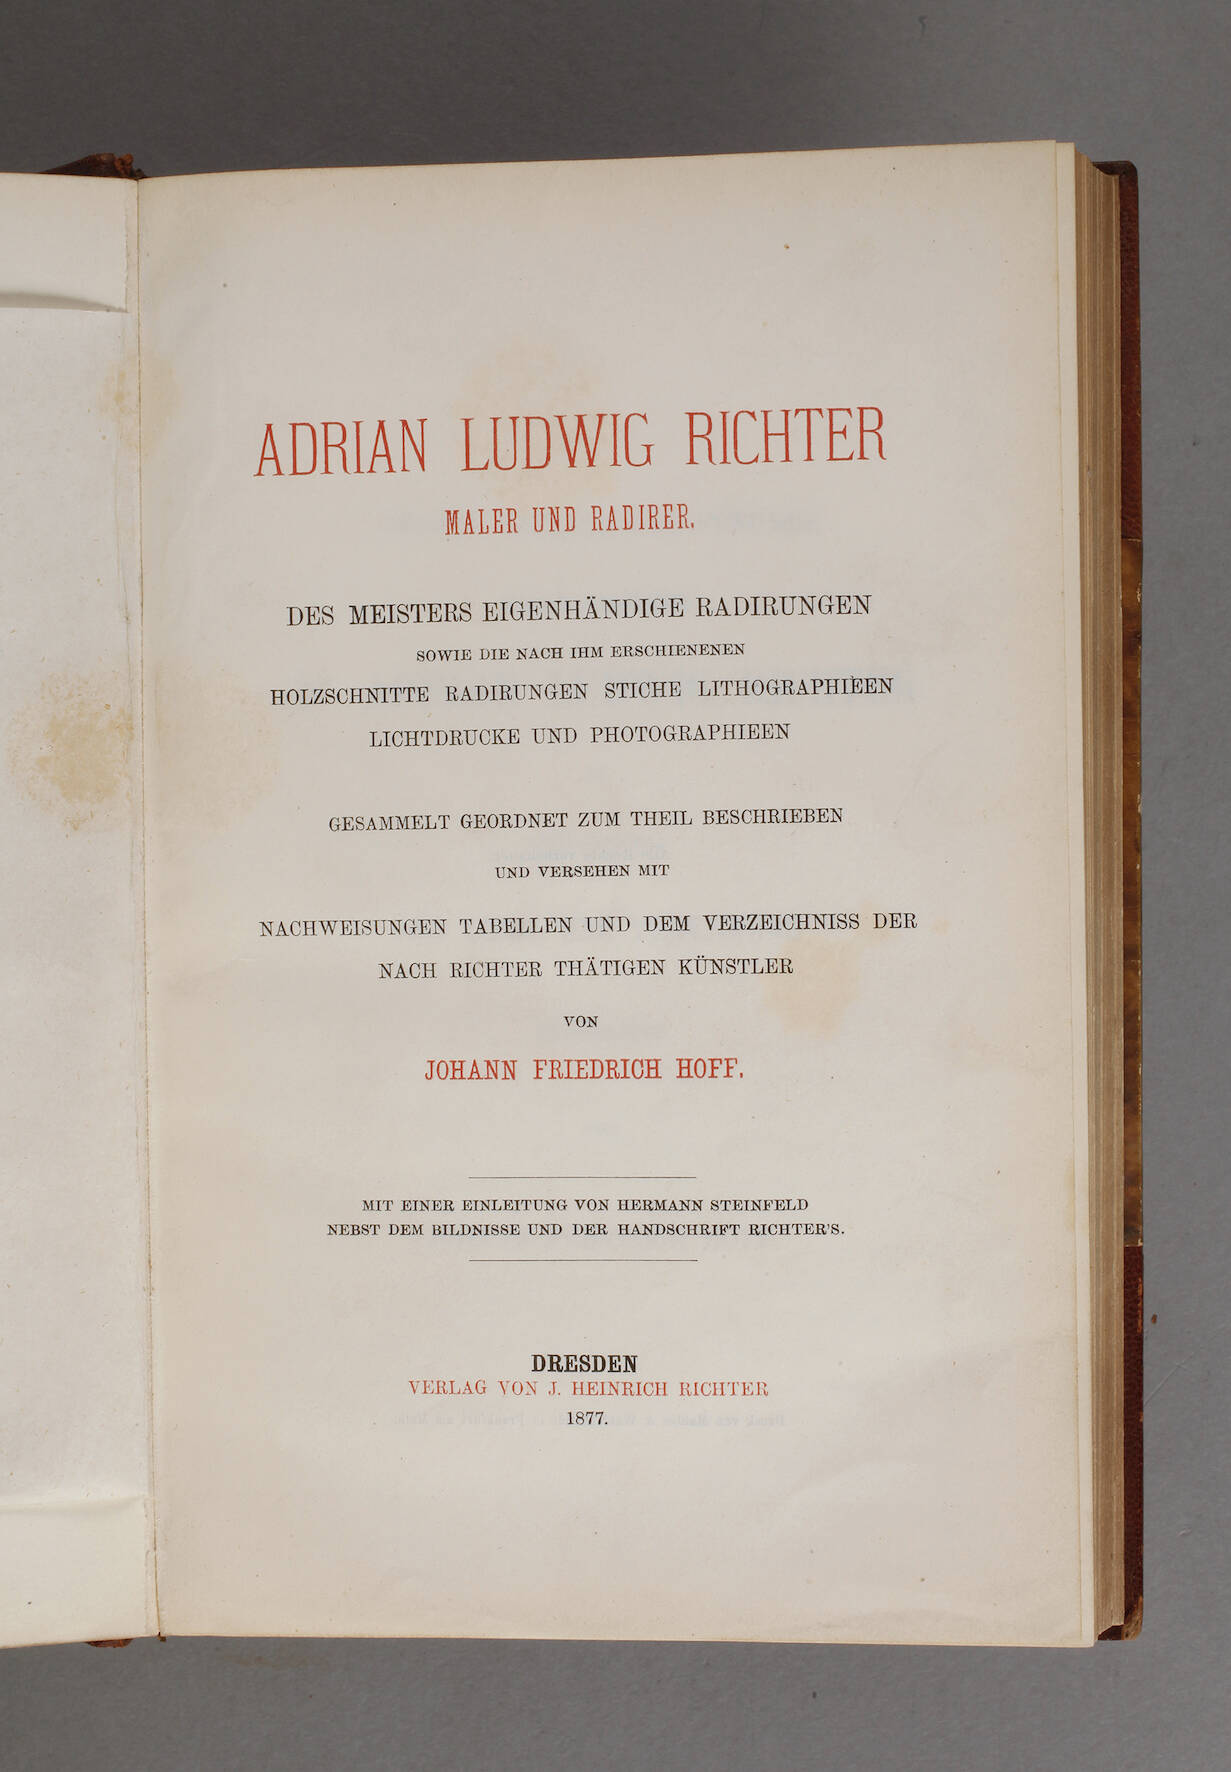 ADRIAN LUDWIG RICHTER
MALER UND RADIRER.
DES MEISTERS EIGENHÄNDIGE RADIRUNGEN
SOWIE DIE NACH IHM ERSCHIENENEN
HOLZSCHNITTE RADIRUNGEN STICHE LITHOGRAPHIEEN
LICHTDRUCKE UND PHOTOGRAPHIEEN
GESAMMELT GEORDNET ZUM THEIL BESCHRIEBEN
UND VERSEHEN MIT
NACHWEISUNGEN TABELLEN UND DEM VERZEICHNISS DER
NACH RICHTER THÄTIGEN KÜNSTLER
VON
JOHANN FRIEDRICH HOFF.
MIT EINER EINLEITUNG VON HERMANN STEINFELD
NEBST DEM BILDNISSE UND DER HANDSCHRIFT RICHTER'S.
DRESDEN
VERLAG VON J. HEINRICH RICHTER
1877.